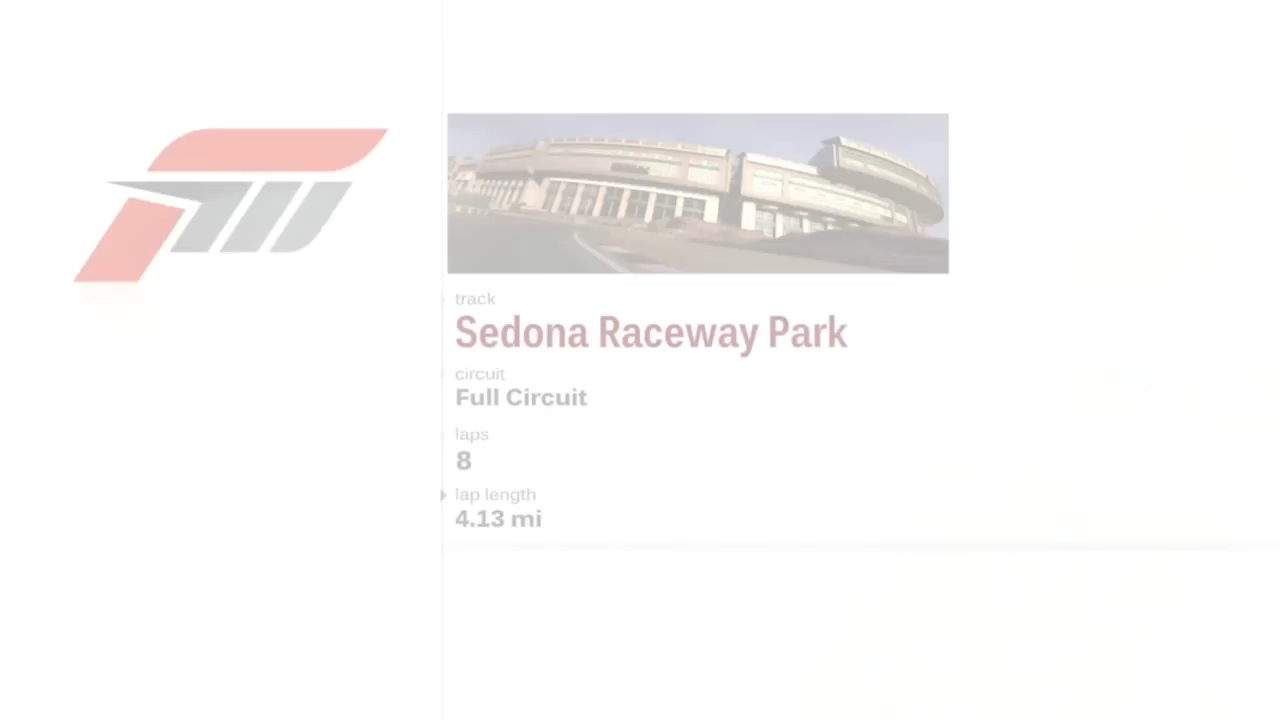 track
Sedona Raceway Park
circuit
Full Circuit
laps
8
lap length
4.13 mi